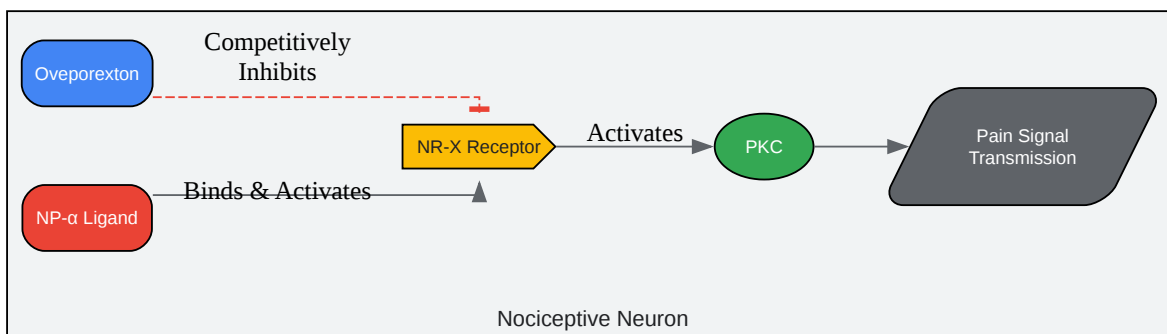 Competitively
Inhibits
Oveporexton
NR-X Receptor
Activates
PKC
Pain Signal
Transmission
Binds & Activates
NP-α Ligand
Nociceptive Neuron